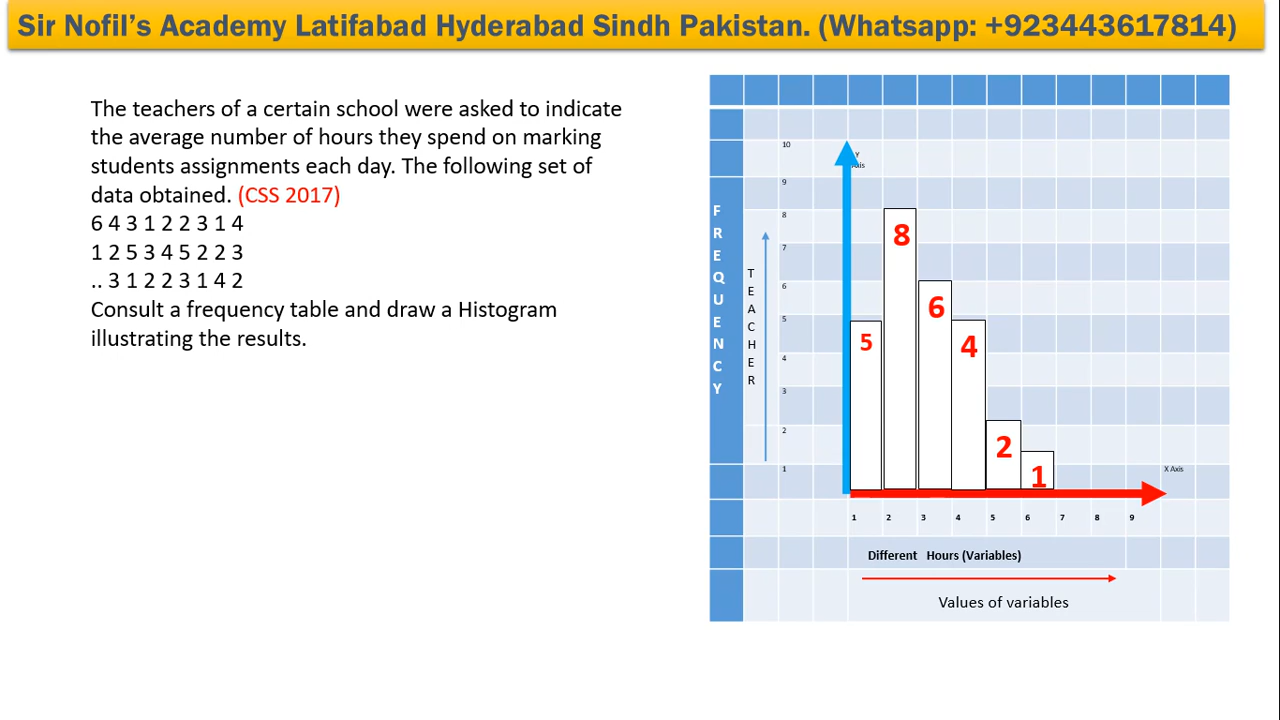 Sir Nofil's Academy Latifabad Hyderabad Sindh Pakistan. (Whatsapp: +923443617814)
The teachers of a certain school were asked to indicate
the average number of hours they spend on marking
students assignments each day. The following set of
data obtained. (CSS 2017)
6 4 3 1 2 2 3 1 4
1 2 5 3 4 5 2 2 3
.. 3 1 2 2 3 1 4 2
Consult a frequency table and draw a Histogram
illustrating the results.
FREQUENCY
TEACHER
10
9
8
7
6
5
4
3
2
1
Y
Axis
5
8
6
4
2
1
X Axis
1 2 3 4 5 6 7 8 9
Different Hours (Variables)
Values of variables